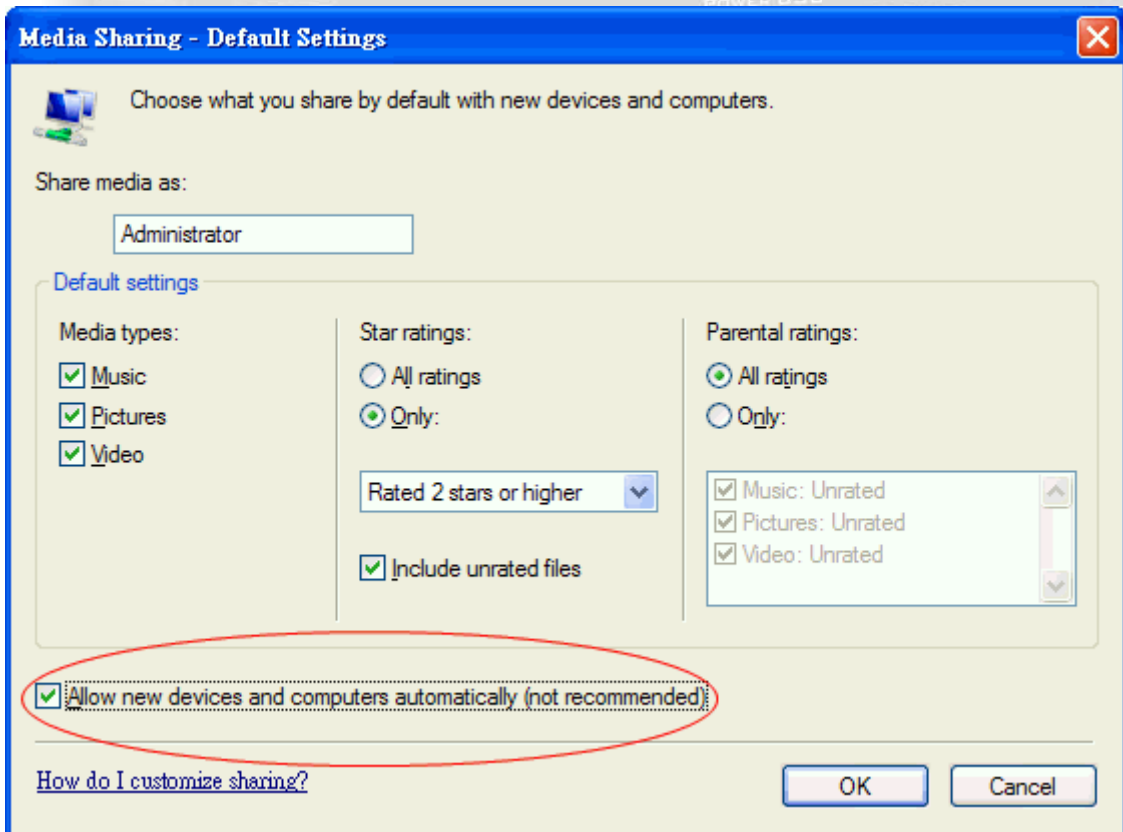 Media Sharing - Default Settings
Choose what you share by default with new devices and computers.
Share media as:
Administrator
Default settings
Media types:
Music
Pictures
Video
Star ratings:
All ratings
Only:
Rated 2 stars or higher
Include unrated files
Parental ratings:
All ratings
Only:
Music: Unrated
Pictures: Unrated
Video: Unrated
Allow new devices and computers automatically (not recommended)
How do I customize sharing?
OK
Cancel